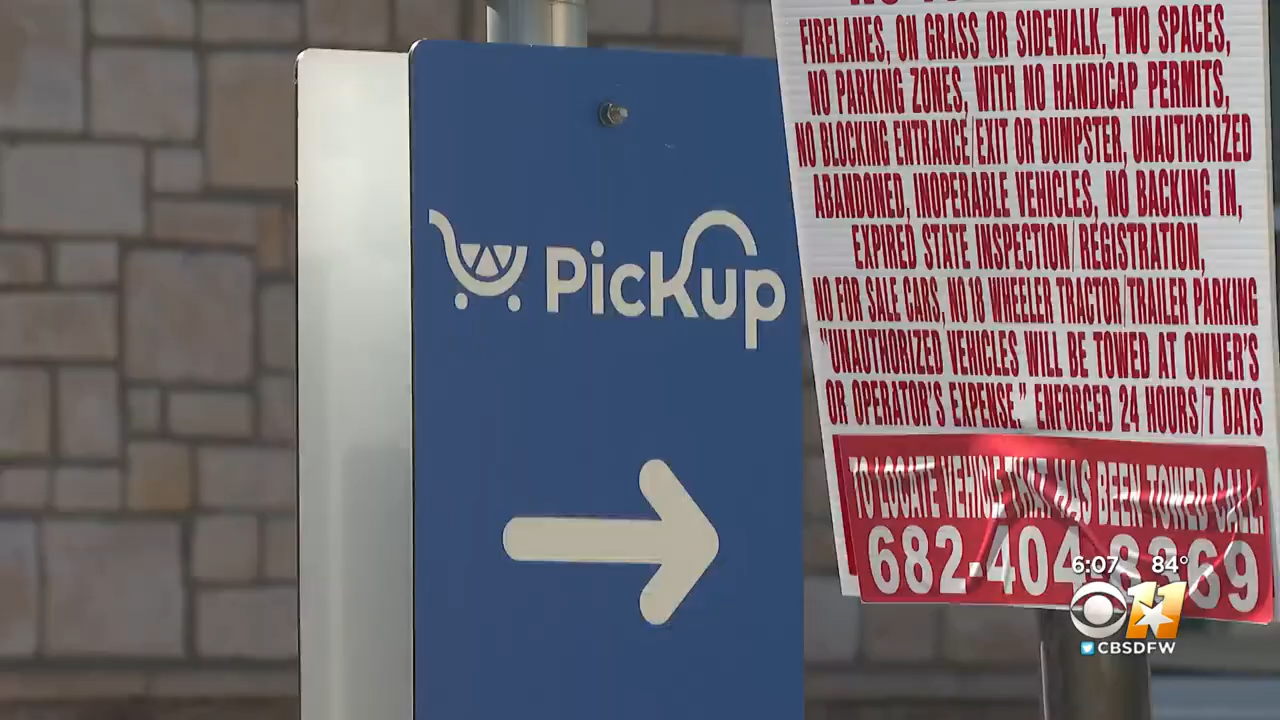 Pickup
FIRELANES, ON GRASS OR SIDEWALK, TWO SPACES,
NO PARKING ZONES, WITH NO HANDICAP PERMITS,
NO BLOCKING ENTRANCE/EXIT OR DUMPSTER, UNAUTHORIZED
ABANDONED, INOPERABLE VEHICLES, NO BACKING IN,
EXPIRED STATE INSPECTION/REGISTRATION,
NO FOR SALE CARS, NO 18 WHEELER TRACTOR/TRAILER PARKING
"UNAUTHORIZED VEHICLES WILL BE TOWED AT OWNER'S
OR OPERATOR'S EXPENSE." ENFORCED 24 HOURS/7 DAYS
TO LOCATE VEHICLE THAT HAS BEEN TOWED CALL:
682-404-8369
6:07 84°
11
CBSDFW